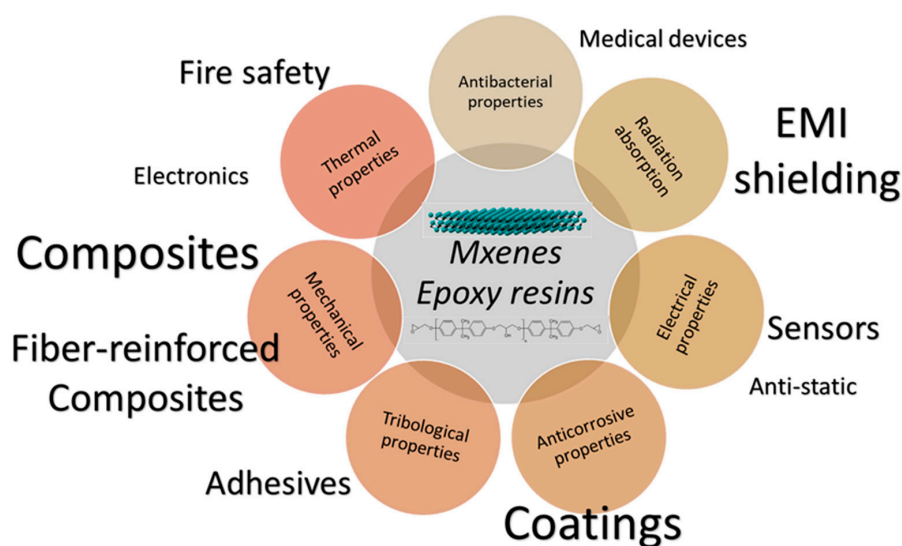 Medical devices
Fire safety
Antibacterial
properties
Radiation
absorption
EMI
shielding
Thermal
properties
Electronics
Composites
Mxenes
Epoxy resins
Mechanical
properties
Electrical
properties
Sensors
Anti-static
Fiber-reinforced
Composites
Tribological
properties
Anticorrosive
properties
Adhesives
Coatings